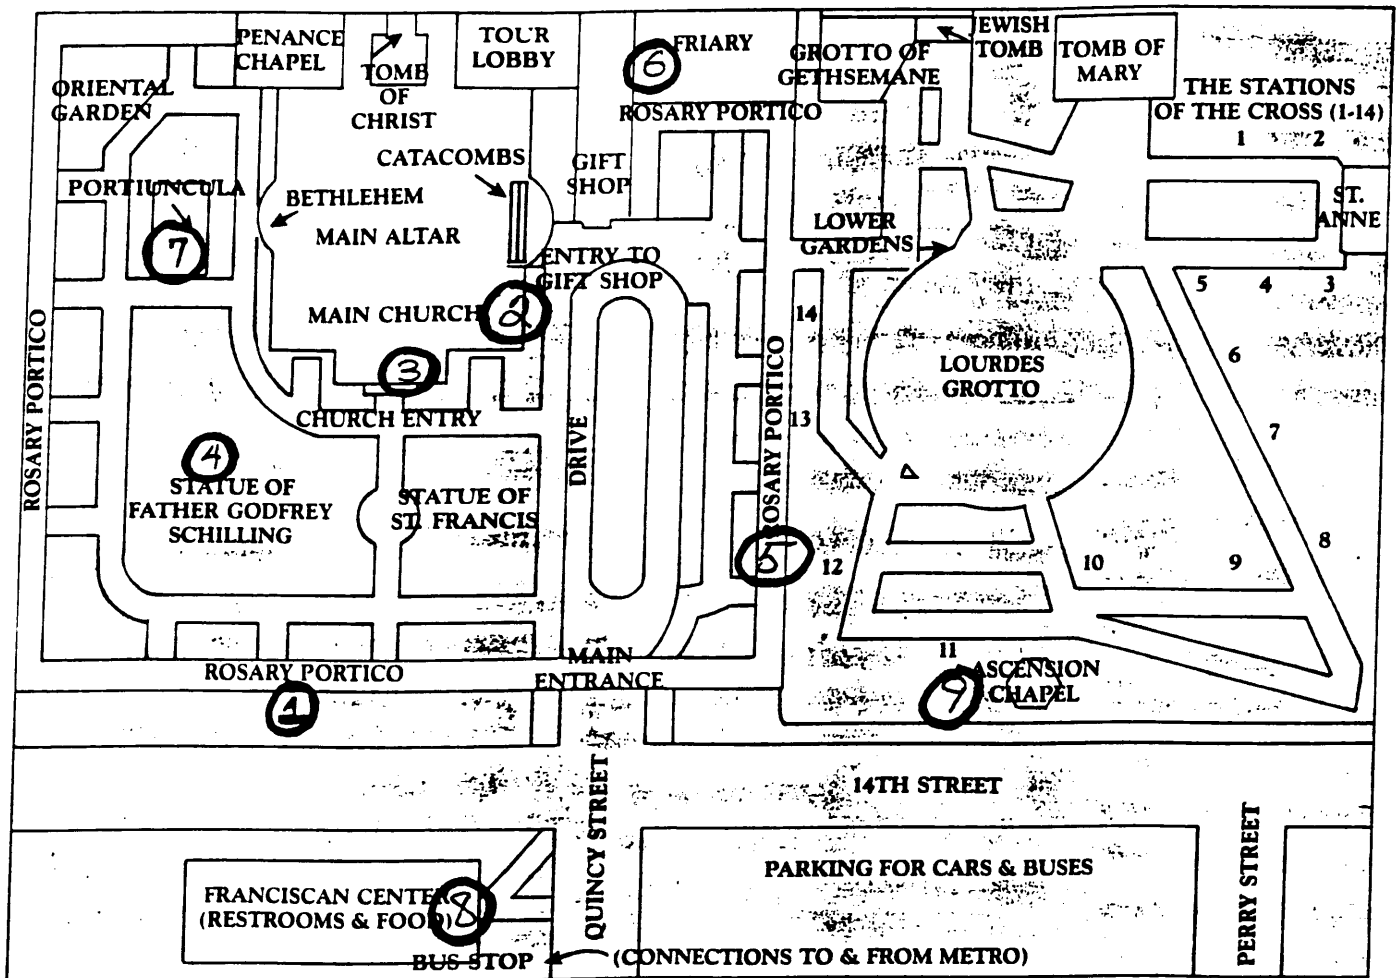 PENANCE
CHAPEL
TOMB
OF
CHRIST
TOUR
LOBBY
6
FRIARY
GROTTO OF
GETHSEMANE
JEWISH
TOMB
TOMB OF
MARY
THE STATIONS
OF THE CROSS (1-14)
1 2
ORIENTAL
GARDEN
ROSARY PORTICO
CATACOMBS
GIFT
SHOP
PORTIUNCULA
7
BETHLEHEM
MAIN ALTAR
ST.
ANNE
LOWER
GARDENS
ENTRY TO
GIFT SHOP
5 4 3
MAIN CHURCH
2
14
6
ROSARY PORTICO
3
LOURDES
GROTTO
CHURCH ENTRY
DRIVE
ROSARY PORTICO
13
7
4
STATUE OF
FATHER GODFREY
SCHILLING
STATUE OF
ST. FRANCIS
5
12
10
9
8
11
ROSARY PORTICO
1
MAIN
ENTRANCE
9
ASCENSION
CHAPEL
14TH STREET
QUINCY STREET
PERRY STREET
PARKING FOR CARS & BUSES
FRANCISCAN CENTER
(RESTROOMS & FOOD)
8
BUS STOP
(CONNECTIONS TO & FROM METRO)